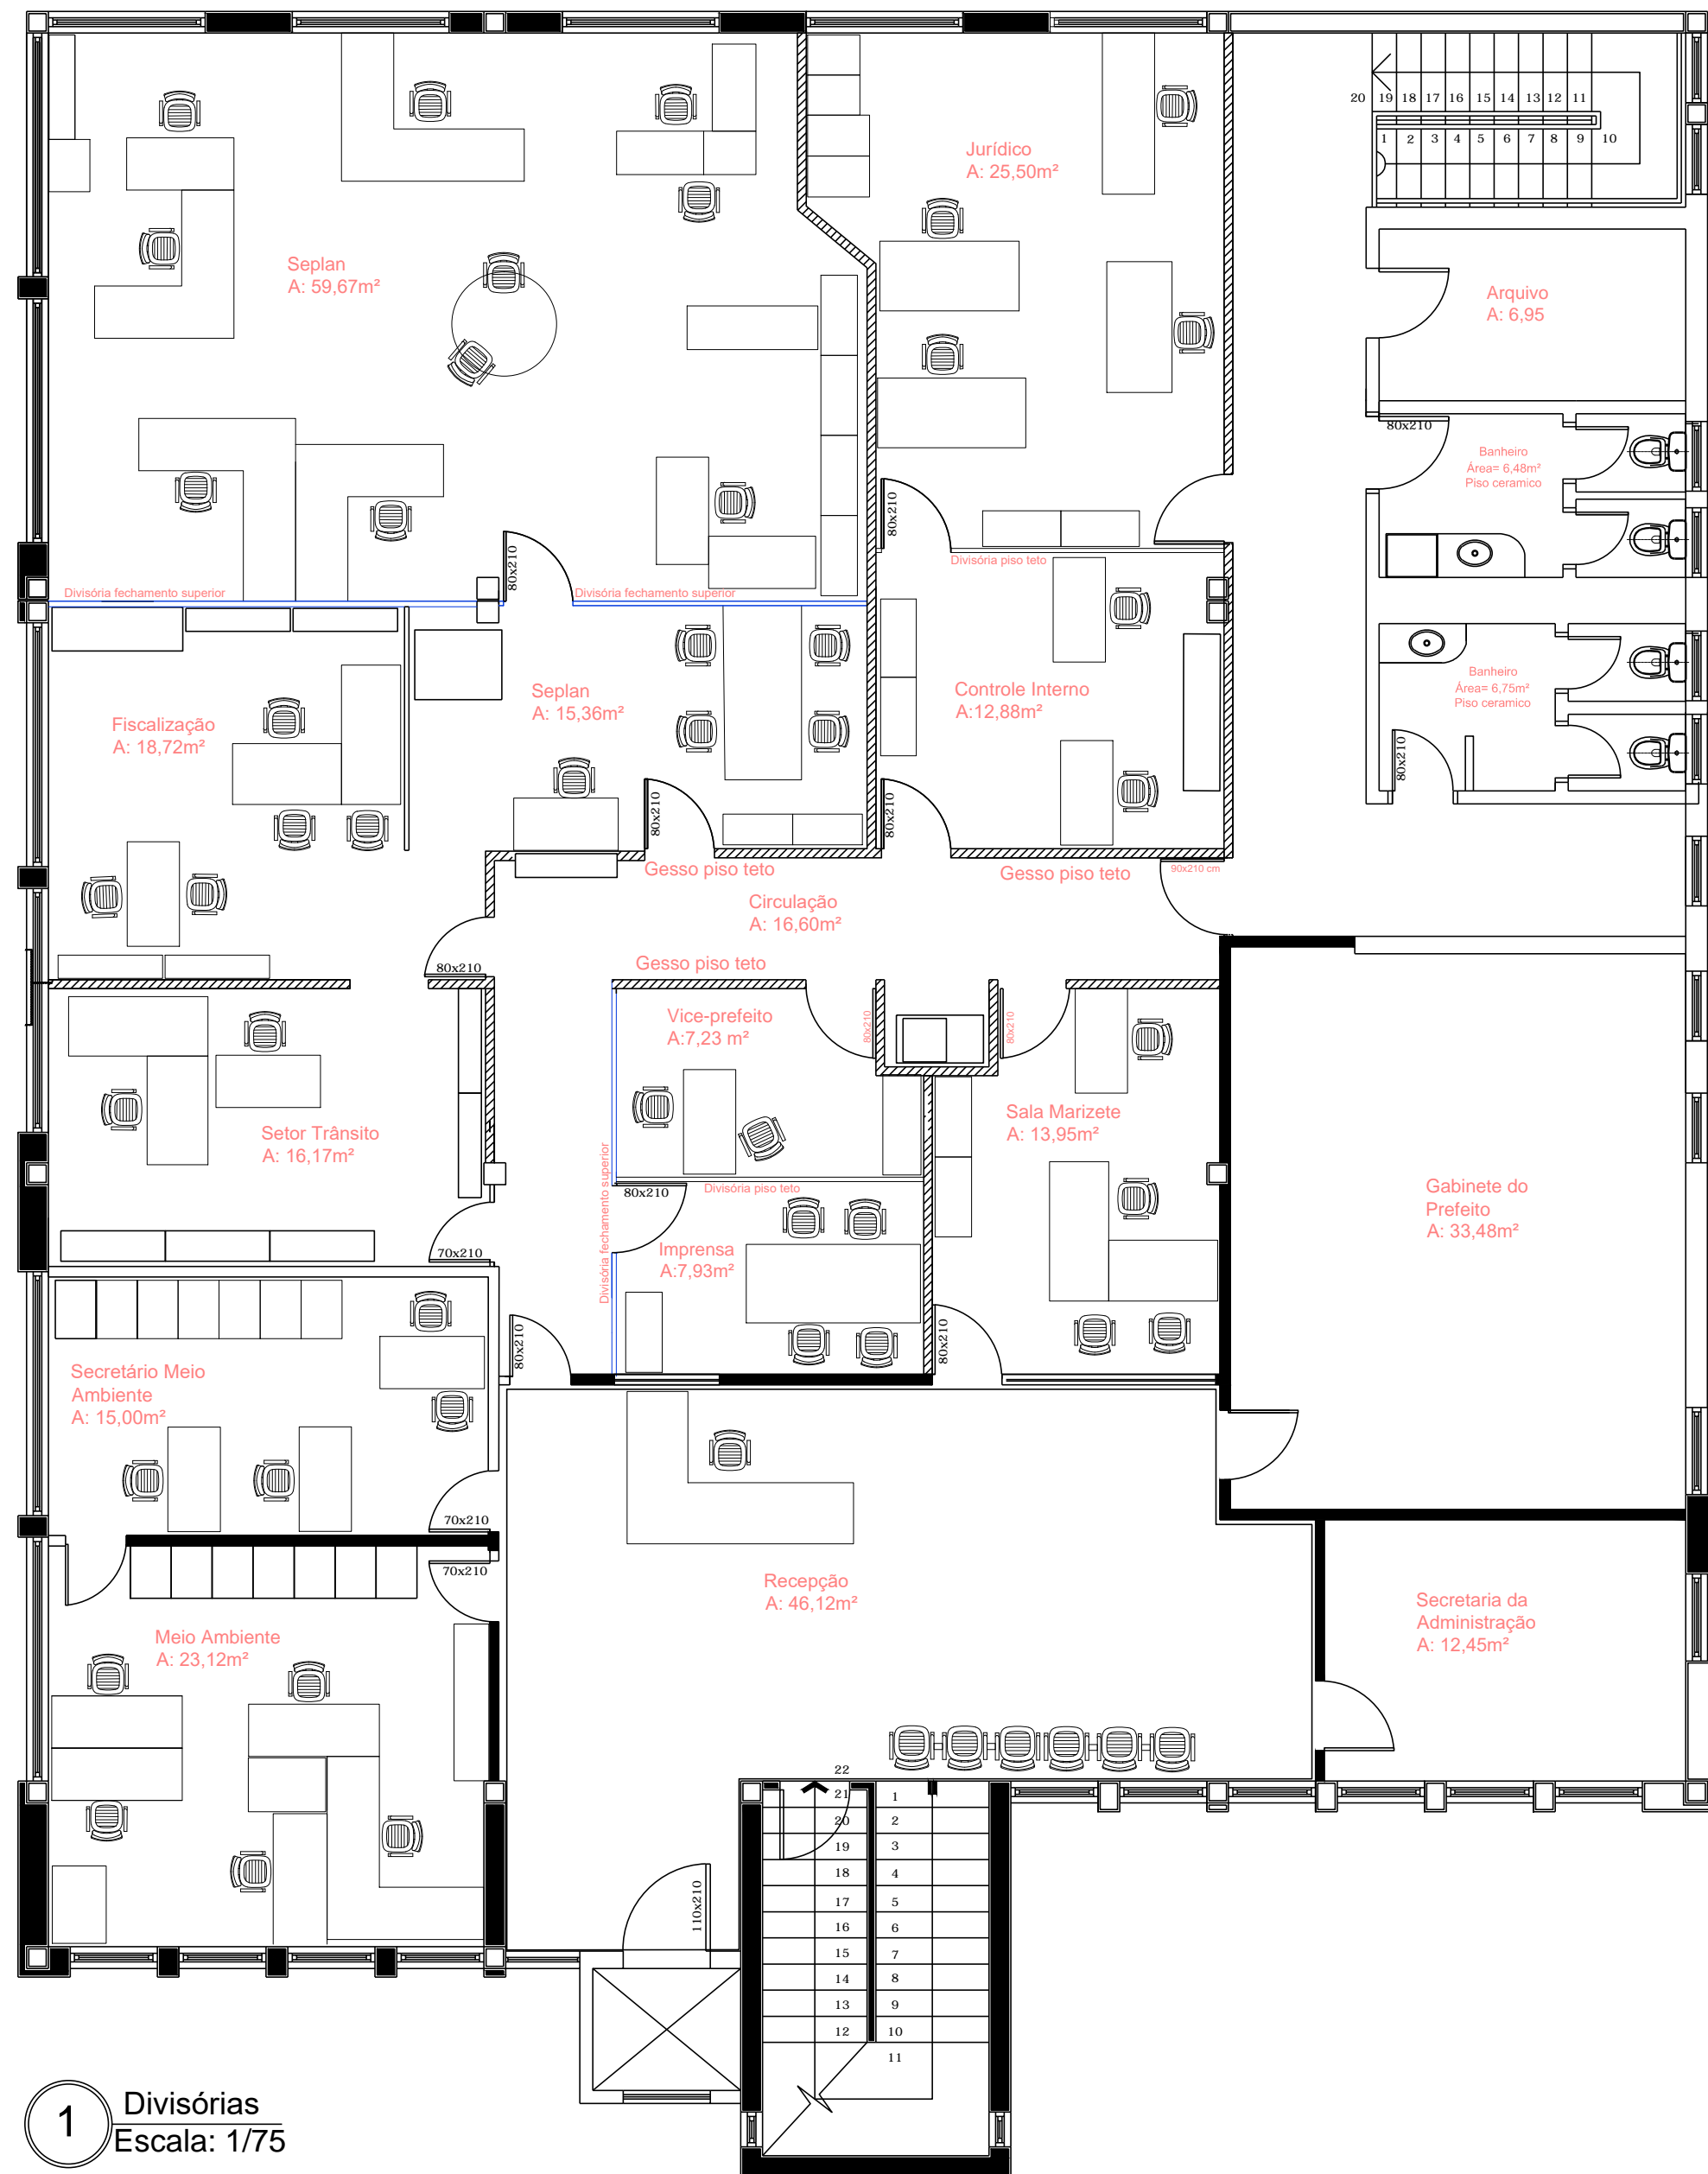 20 19 18 17 16 15 14 13 12 11
1 2 3 4 5 6 7 8 9 10
Jurídico
A: 25,50m²
Seplan
A: 59,67m²
Arquivo
A: 6,95
80x210
Banheiro
Área= 6,48m²
Piso ceramico
80x210
80x210
Divisória piso teto
Divisória fechamento superior
Divisória fechamento superior
Seplan
A: 15,36m²
Controle Interno
A:12,88m²
Banheiro
Área= 6,75m²
Piso ceramico
80x210
Fiscalização
A: 18,72m²
80x210
80x210
Gesso piso teto
Gesso piso teto
90x210 cm
Circulação
A: 16,60m²
Gesso piso teto
80x210
Vice-prefeito
A:7,23 m²
80x210
80x210
Sala Marizete
A: 13,95m²
Setor Trânsito
A: 16,17m²
Divisória fechamento superior
80x210
Divisória piso teto
Gabinete do
Prefeito
A: 33,48m²
70x210
Imprensa
A:7,93m²
80x210
80x210
Secretário Meio
Ambiente
A: 15,00m²
70x210
70x210
Recepção
A: 46,12m²
Secretaria da
Administração
A: 12,45m²
Meio Ambiente
A: 23,12m²
22
21 1
20 2
19 3
18 4
17 5
16 6
15 7
14 8
13 9
12 10
11
110x210
1
Divisórias
Escala: 1/75